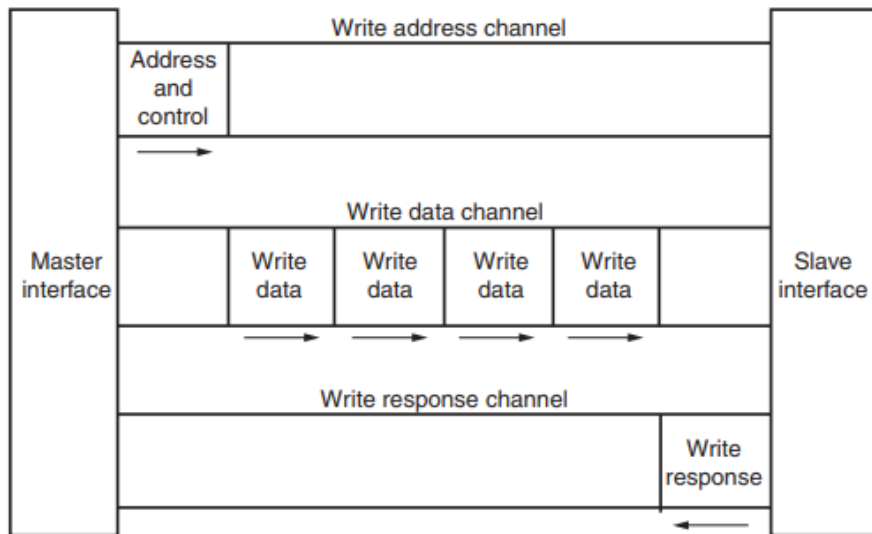 Write address channel
Address
and
control
Write data channel
Master
interface
Write
data
Write
data
Write
data
Write
data
Slave
interface
Write response channel
Write
response